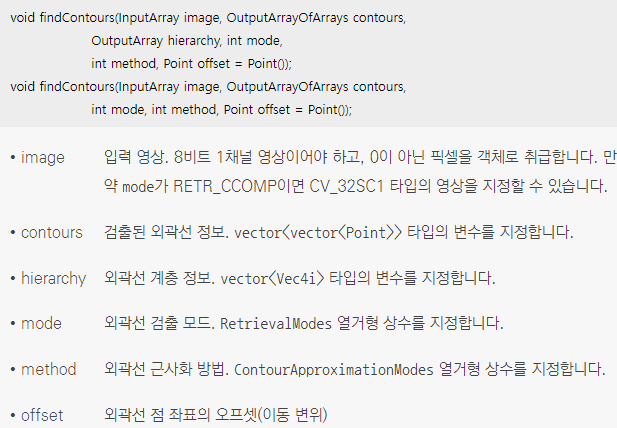 void findContours(InputArray image, OutputArrayOfArrays contours,
OutputArray hierarchy, int mode,
int method, Point offset = Point());
void findContours(InputArray image, OutputArrayOfArrays contours,
int mode, int method, Point offset = Point());
• image 입력 영상. 8비트 1채널 영상이어야 하고, 0이 아닌 픽셀을 객체로 취급합니다. 만
약 mode가 RETR_CCOMP이면 CV_32SC1 타입의 영상을 지정할 수 있습니다.
• contours 검출된 외곽선 정보. vector<vector<Point>> 타입의 변수를 지정합니다.
• hierarchy 외곽선 계층 정보. vector<Vec4i> 타입의 변수를 지정합니다.
• mode 외곽선 검출 모드. RetrievalModes 열거형 상수를 지정합니다.
• method 외곽선 근사화 방법. ContourApproximationModes 열거형 상수를 지정합니다.
• offset 외곽선 점 좌표의 오프셋(이동 변위)